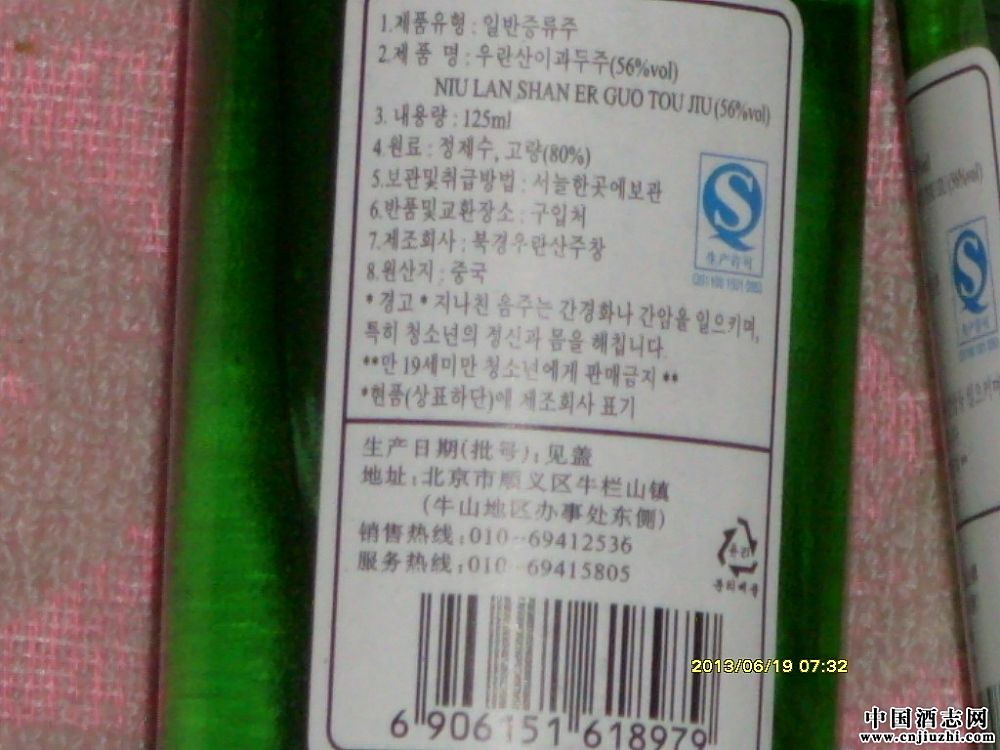 1.제품유형 : 일반증류주
2.제품 명 : 우란산이과두주(56%vol)
NIU LAN SHAN ER GUO TOU JIU (56%vol)
3. 내용량 : 125ml
4.원료 : 정제수, 고량(80%)
5.보관및취급방법 : 서늘한곳에보관
6.반품및교환장소 : 구입처
7.제조회사 : 북경우란산주창
8.원산지 : 중국
*경고* 지나친 음주는 간경화나 간암을 일으키며,
특히 청소년의 정신과 몸을 해칩니다.
**만 19세미만 청소년에게 판매금지**
*현품(상표하단)에 제조회사 표기
生产许可
生产日期(批号):见盖
地址:北京市顺义区牛栏山镇
(牛山地区办事处东侧)
销售热线:010-69412536
服务热线:010-69415805
유리
분리배출
6 906151 618979
2013/06/19 07:32
中国酒志网
www.cnjiuzhi.com